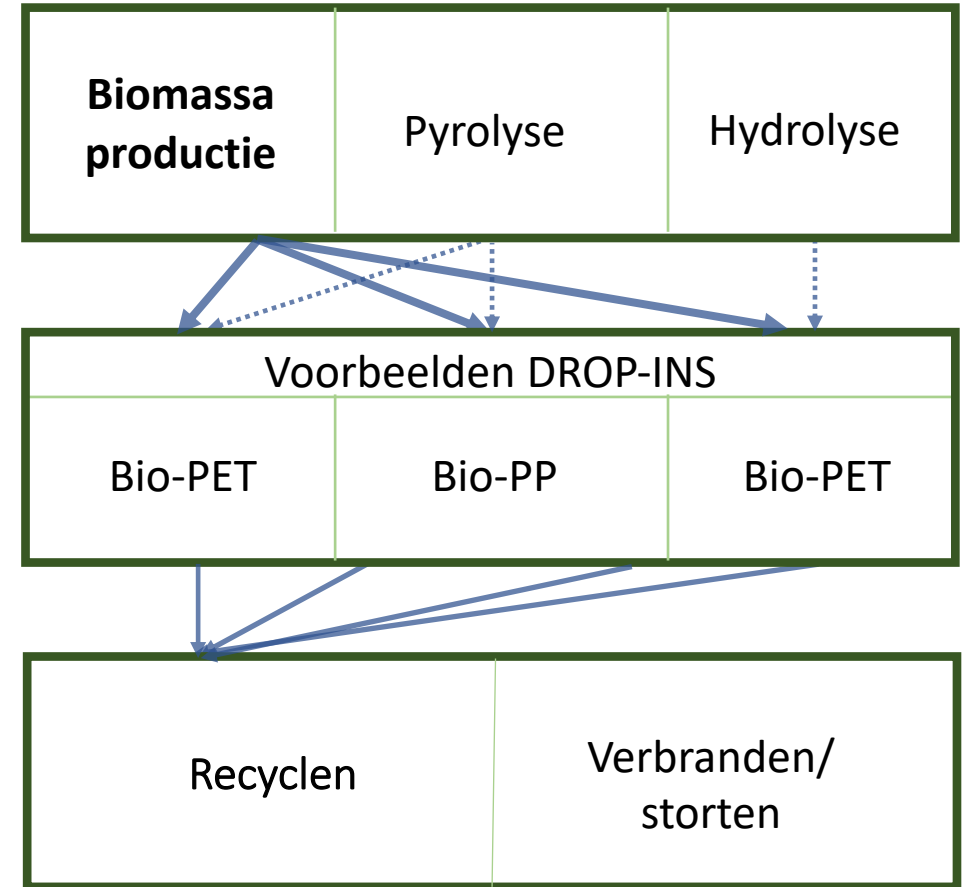 Biomassa
productie
Pyrolyse
Hydrolyse
Voorbeelden DROP-INS
Bio-PET
Bio-PP
Bio-PET
Recyclen
Verbranden/
storten